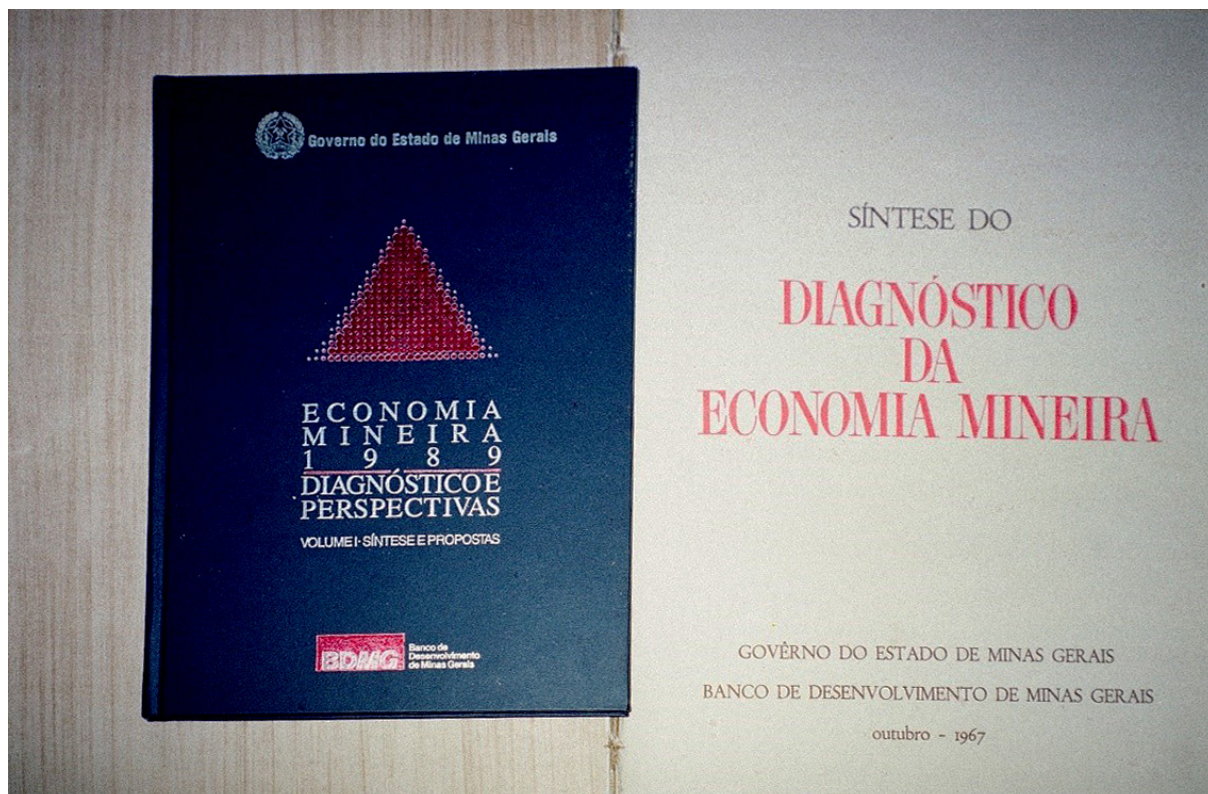 Governo do Estado de Minas Gerais
ECONOMIA
MINEIRA
1989
DIAGNÓSTICO E
PERSPECTIVAS
VOLUME I · SÍNTESE E PROPOSTAS
BDMG
Banco de
Desenvolvimento
de Minas Gerais
SÍNTESE DO
DIAGNÓSTICO
DA
ECONOMIA MINEIRA
GOVÊRNO DO ESTADO DE MINAS GERAIS
BANCO DE DESENVOLVIMENTO DE MINAS GERAIS
outubro - 1967